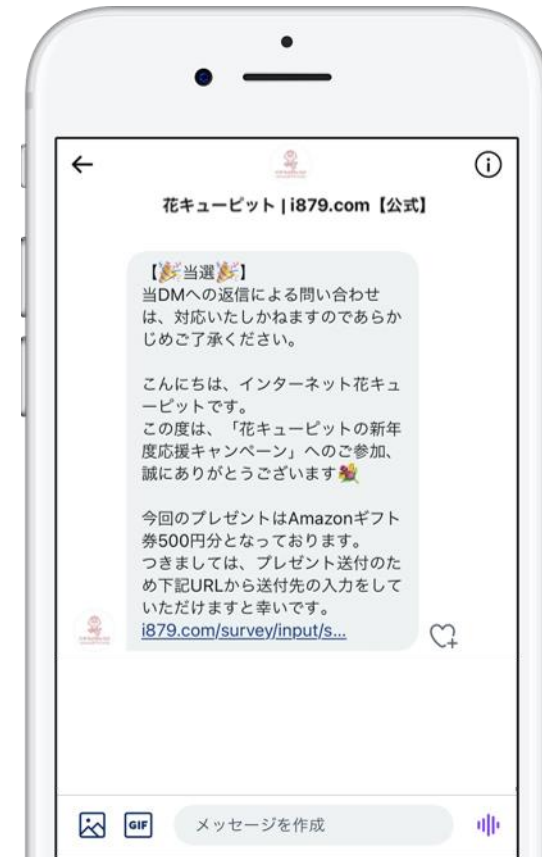 花キューピット | i879.com【公式】
【🎉当選🎉】
当DMへの返信による問い合わせ
は、対応いたしかねますのであらか
じめご了承ください。
こんにちは、インターネット花キュ
ーピットです。
この度は、「花キューピットの新年
度応援キャンペーン」へのご参加、
誠にありがとうございます💐
今回のプレゼントはAmazonギフト
券500円分となっております。
つきましては、プレゼント送付のた
め下記URLから送付先の入力をして
いただけますと幸いです。
i879.com/survey/input/s...
GIF
メッセージを作成